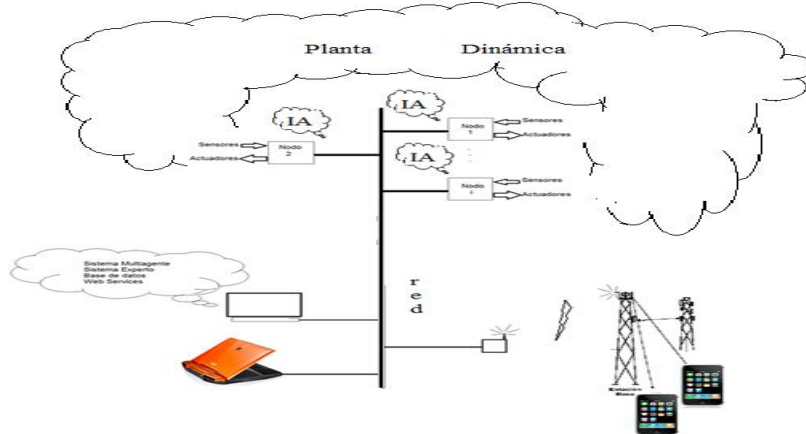 Planta Dinámica
IA
IA
Nodo 1
Sensores
Actuadores
Sensores
Actuadores
Nodo 2
IA
Nodo i
Sensores
Actuadores
Sistema Multiagente
Sistema Experto
Base de datos
Web Services
red
Estación Base